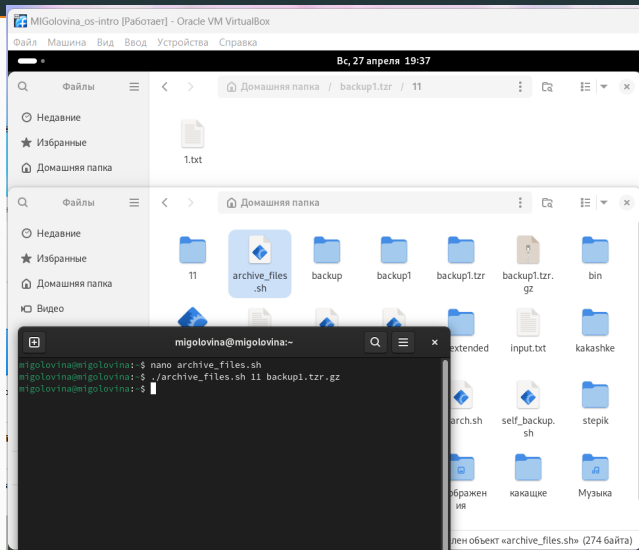 MIGolovina_os-intro [Работает] - Oracle VM VirtualBox
Файл Машина Вид Ввод Устройства Справка
Вс, 27 апреля 19:37
Файлы
Домашняя папка / backup1.tzr / 11
Недавние
Избранные
Домашняя папка
1.txt
Файлы
Домашняя папка
Недавние
Избранные
Домашняя папка
Видео
11
archive_files
.sh
backup
backup1
backup1.tzr
backup1.tzr.
gz
bin
extended
input.txt
kakashke
arch.sh
self_backup.
sh
stepik
ображен
ия
какащке
Музыка
migolovina@migolovina:~
migolovina@migolovina:~$ nano archive_files.sh
migolovina@migolovina:~$ ./archive_files.sh 11 backup1.tzr.gz
migolovina@migolovina:~$
лен объект «archive_files.sh» (274 байта)